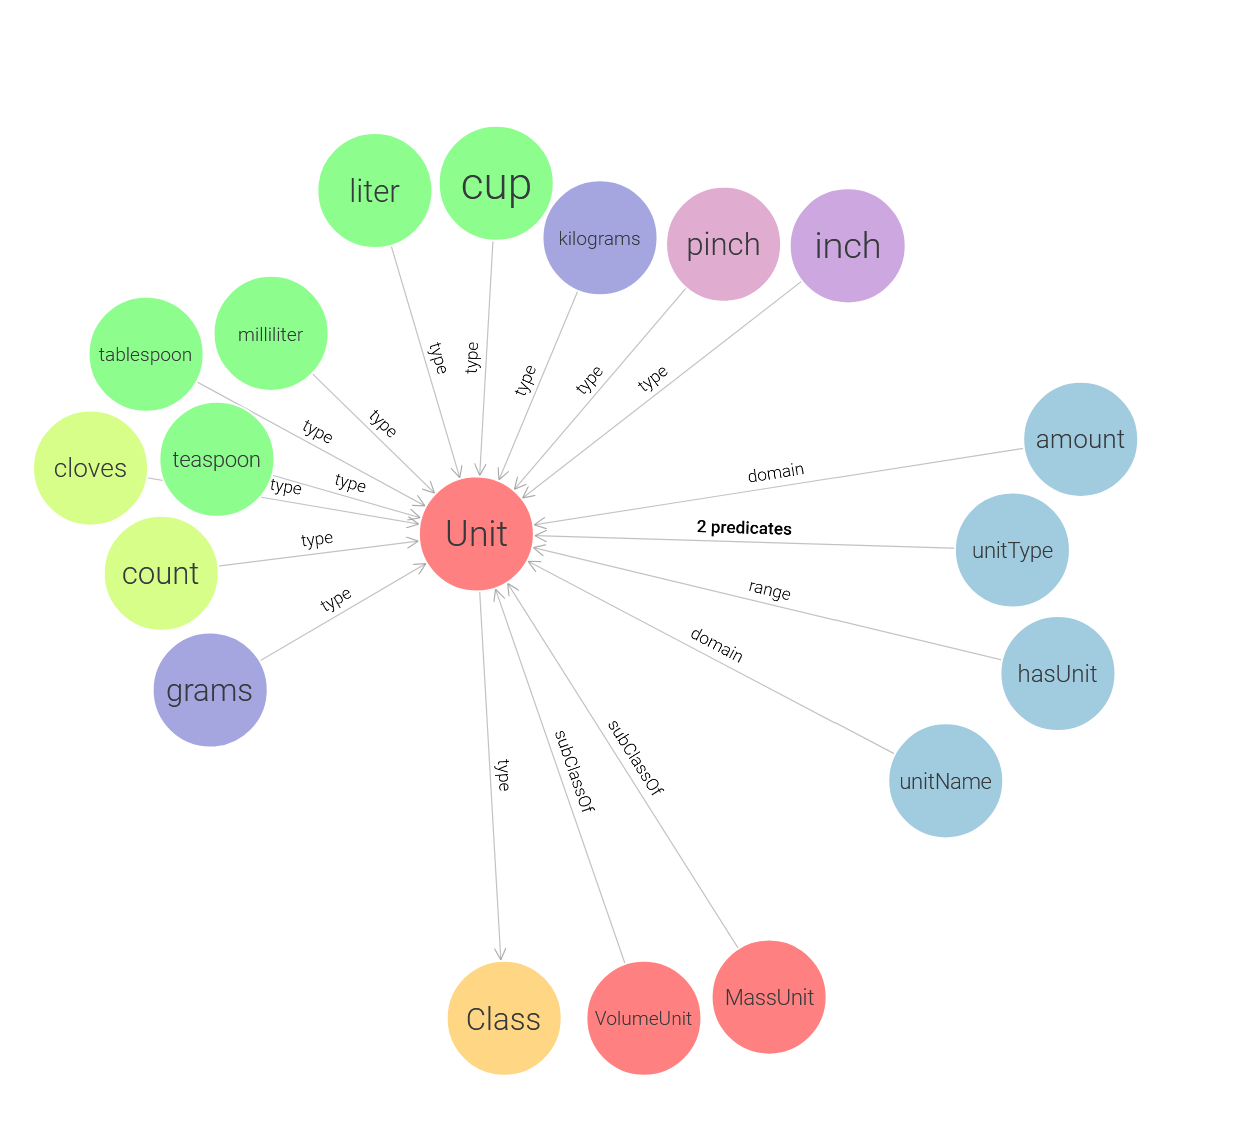 cup
liter
kilograms
pinch
inch
milliliter
tablespoon
type
type
type
type
type
type
type
amount
cloves
teaspoon
domain
type
type
2 predicates
Unit
unitType
type
count
range
type
domain
hasUnit
grams
subClassOf
subClassOf
type
unitName
MassUnit
Class
VolumeUnit